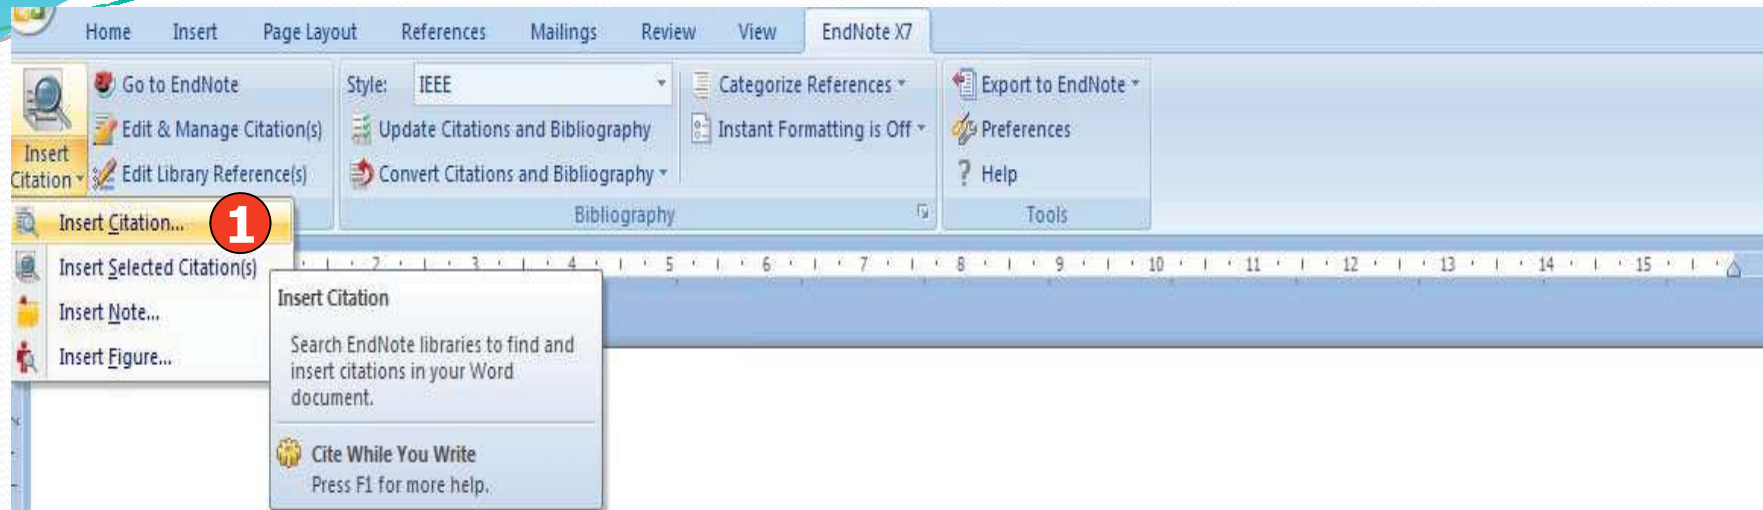 Home Insert Page Layout References Mailings Review View EndNote X7
Insert Citation
Go to EndNote
Edit & Manage Citation(s)
Edit Library Reference(s)
Style: IEEE
Update Citations and Bibliography
Convert Citations and Bibliography
Bibliography
Categorize References
Instant Formatting is Off
Export to EndNote
Preferences
? Help
Tools
Insert Citation...
1
Insert Selected Citation(s)
Insert Note...
Insert Figure...
2 3 4 5 6 7 8 9 10 11 12 13 14 15
Insert Citation
Search EndNote libraries to find and
insert citations in your Word
document.
Cite While You Write
Press F1 for more help.